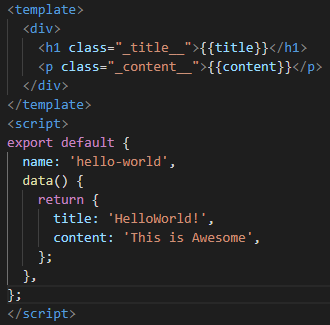 <template>
  <div>
    <h1 class="_title__">{{title}}</h1>
    <p class="_content__">{{content}}</p>
  </div>
</template>
<script>
export default {
  name: 'hello-world',
  data() {
    return {
      title: 'HelloWorld!',
      content: 'This is Awesome',
    };
  },
};
</script>